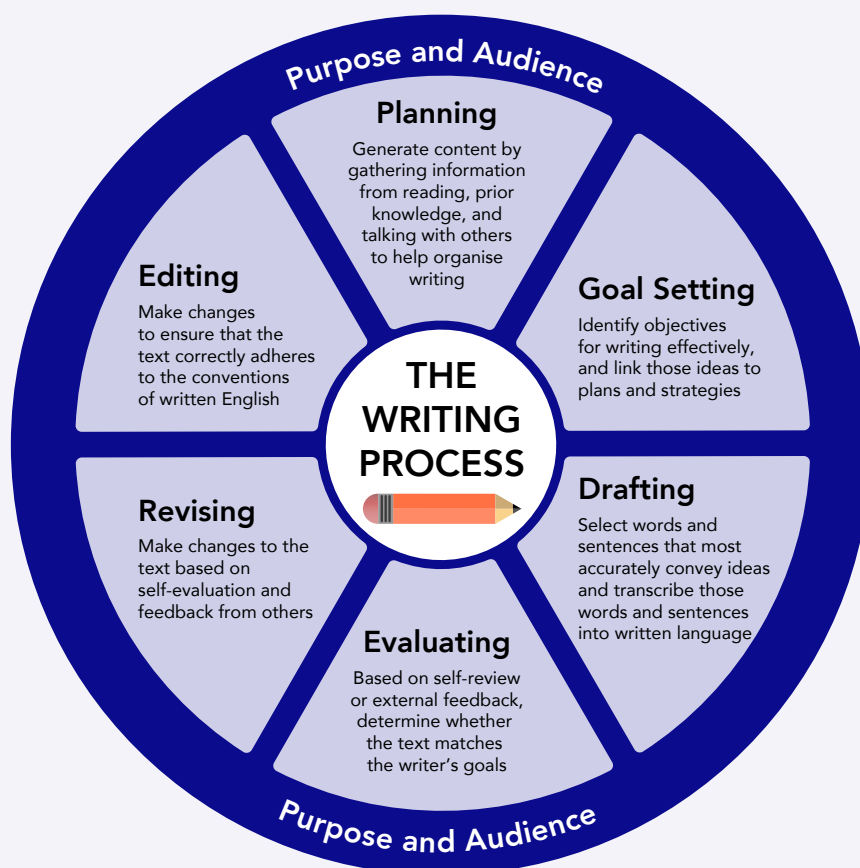 Purpose and Audience
Planning
Generate content by
gathering information
from reading, prior
knowledge, and
talking with others
to help organise
writing
Goal Setting
Identify objectives
for writing effectively,
and link those ideas to
plans and strategies
Drafting
Select words and
sentences that most
accurately convey ideas
and transcribe those
words and sentences
into written language
Evaluating
Based on self-review
or external feedback,
determine whether
the text matches
the writer's goals
Revising
Make changes to the
text based on
self-evaluation and
feedback from others
Editing
Make changes
to ensure that the
text correctly adheres
to the conventions
of written English
THE
WRITING
PROCESS
Purpose and Audience